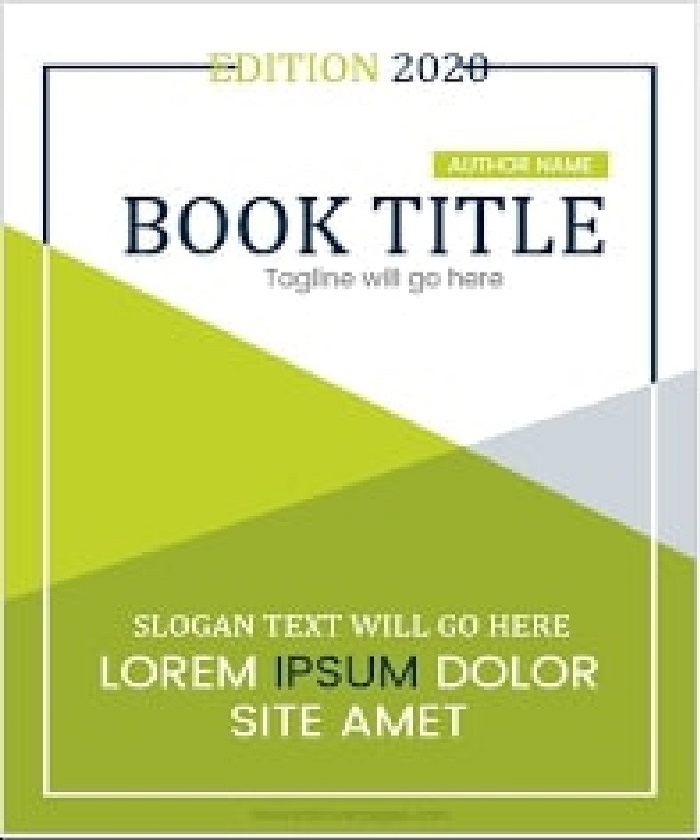 EDITION 2020
AUTHOR NAME
BOOK TITLE
Tagline will go here
SLOGAN TEXT WILL GO HERE
LOREM IPSUM DOLOR
SITE AMET